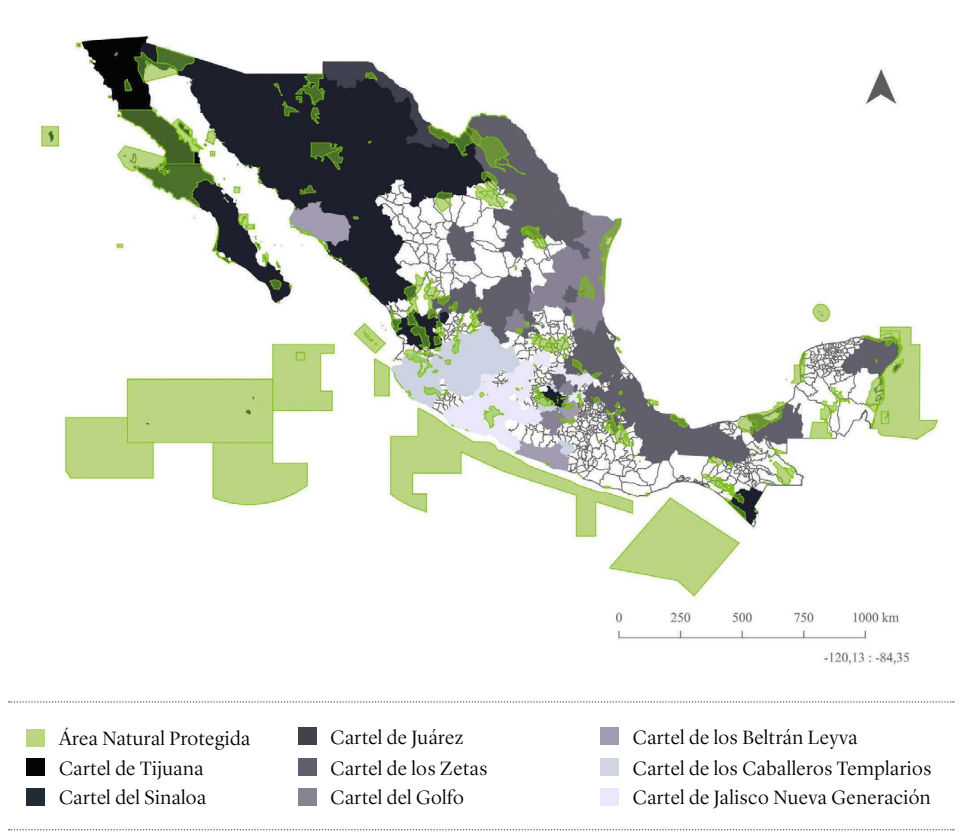 0 250 500 750 1000 km
-120,13 : -84,35
Área Natural Protegida
Cartel de Tijuana
Cartel del Sinaloa
Cartel de Juárez
Cartel de los Zetas
Cartel del Golfo
Cartel de los Beltrán Leyva
Cartel de los Caballeros Templarios
Cartel de Jalisco Nueva Generación